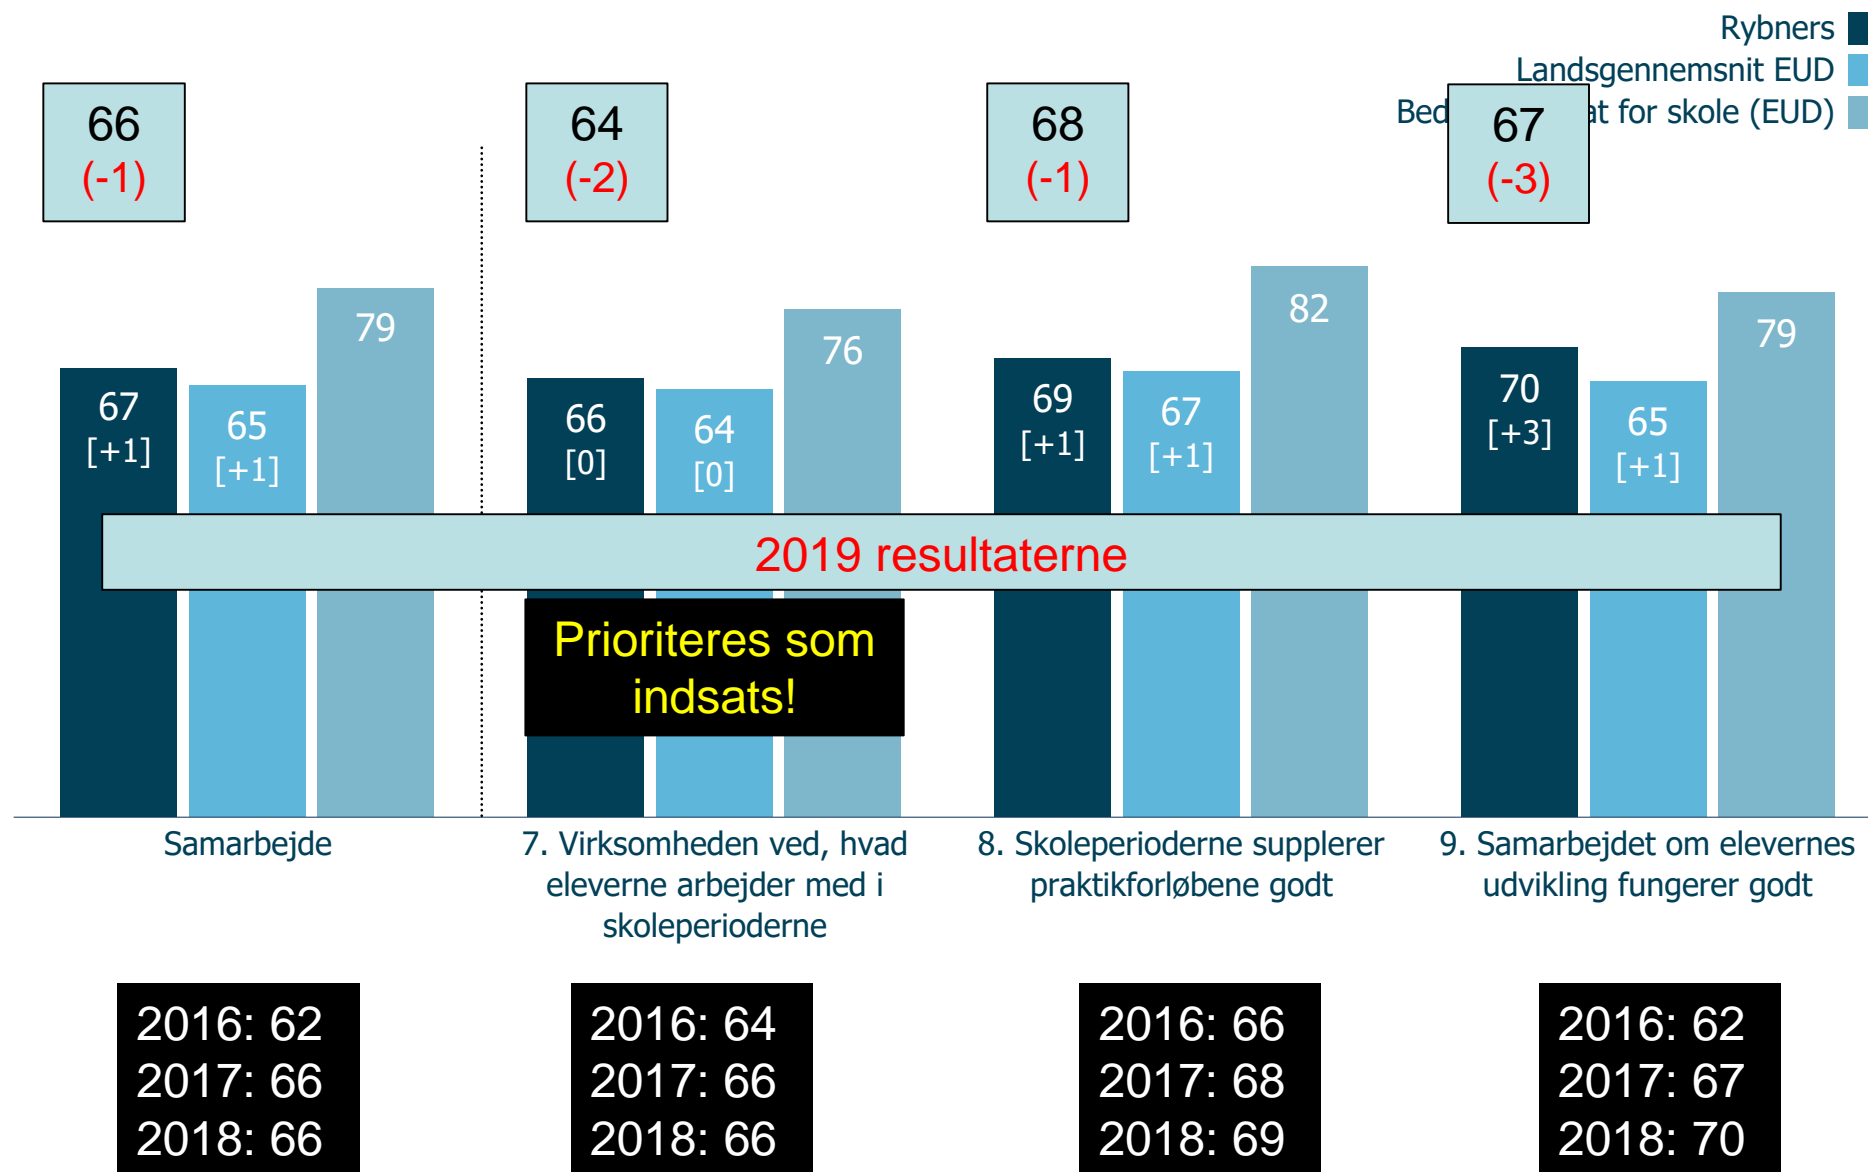 Rybners
Landsgennemsnit EUD
Bed at for skole (EUD)
66
(-1)
64
(-2)
68
(-1)
67
(-3)
67
[+1]
65
[+1]
79
66
[0]
64
[0]
76
69
[+1]
67
[+1]
82
70
[+3]
65
[+1]
79
2019 resultaterne
Prioriteres som
indsats!
Samarbejde
7. Virksomheden ved, hvad
eleverne arbejder med i
skoleperioderne
8. Skoleperioderne supplerer
praktikforløbene godt
9. Samarbejdet om elevernes
udvikling fungerer godt
2016: 62
2017: 66
2018: 66
2016: 64
2017: 66
2018: 66
2016: 66
2017: 68
2018: 69
2016: 62
2017: 67
2018: 70